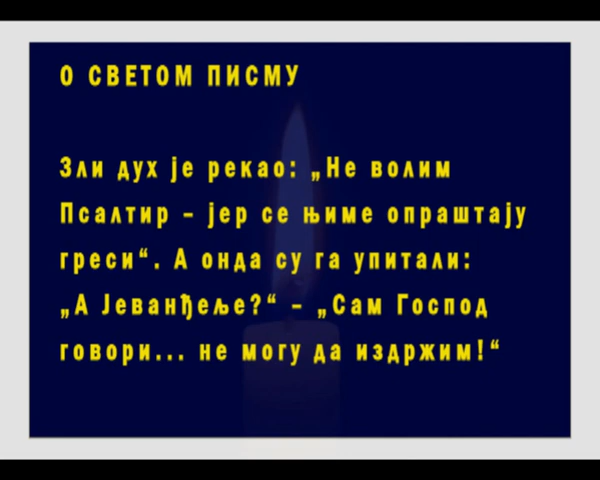 О СВЕТОМ ПИСМУ
Зли дух је рекао: „Не волим
Псалтир – јер се њиме опраштају
греси“. А онда су га упитали:
„А Јеванђеље?“ – „Сам Господ
говори... не могу да издржим!“